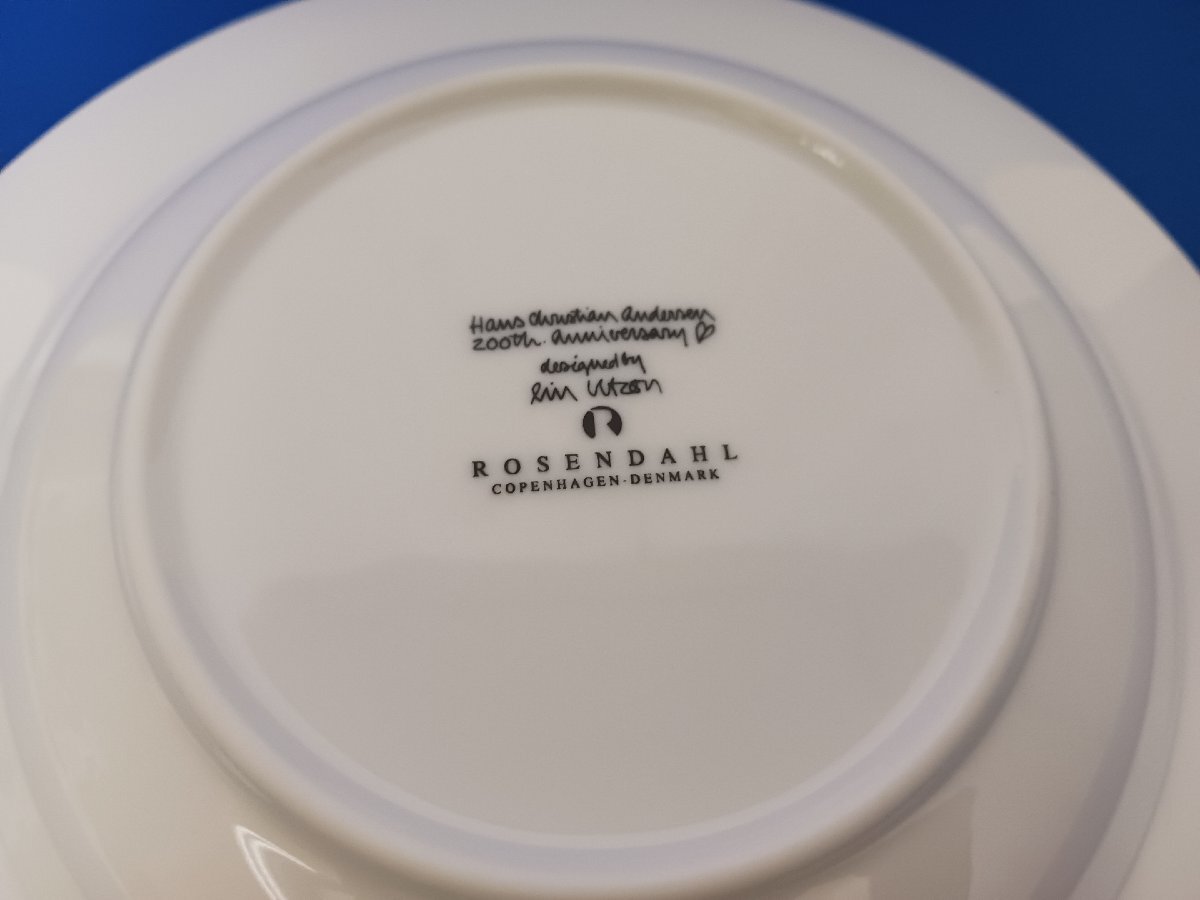 Hans Christian Andersen
200th. Anniversary ♡
designed by
Lin Utzon
R
ROSENDAHL
COPENHAGEN·DENMARK